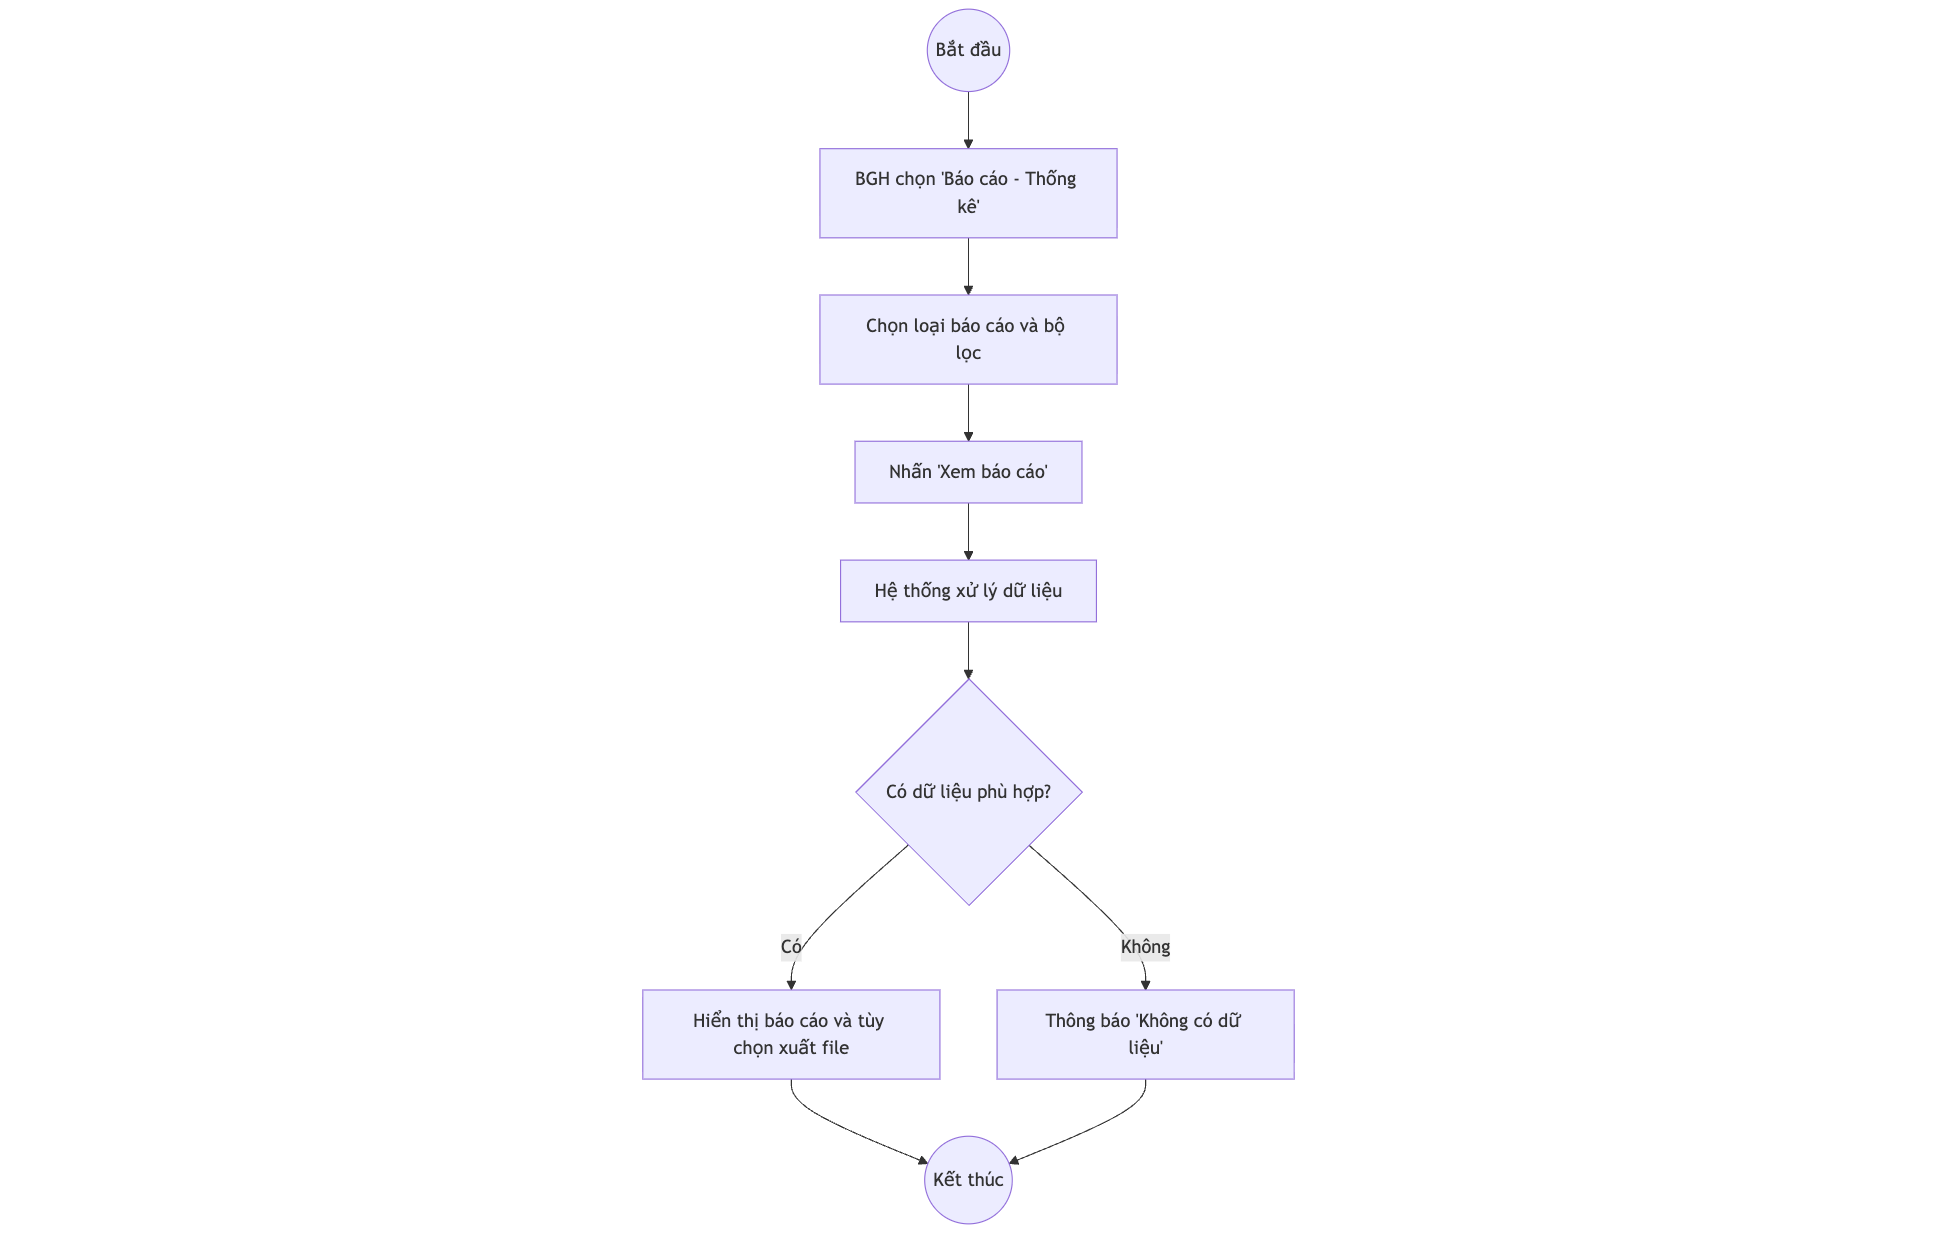 Bắt đầu
BGH chọn 'Báo cáo - Thống
kê'
Chọn loại báo cáo và bộ
lọc
Nhấn 'Xem báo cáo'
Hệ thống xử lý dữ liệu
Có dữ liệu phù hợp?
Có
Không
Hiển thị báo cáo và tùy
chọn xuất file
Thông báo 'Không có dữ
liệu'
Kết thúc